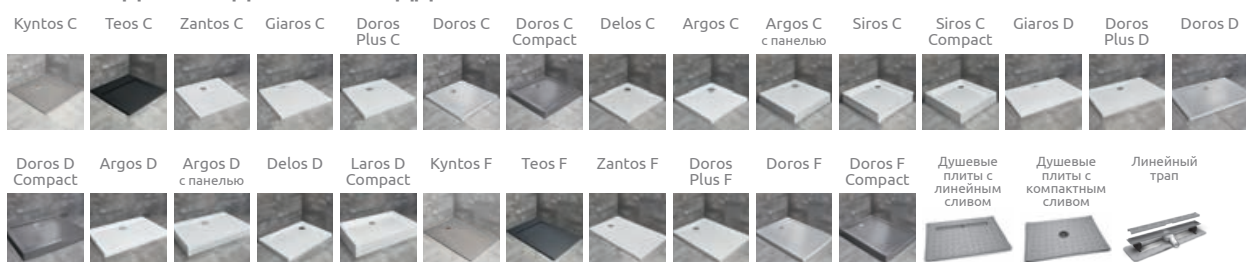 Kyntos C
Teos C
Zantos C
Giaros C
Doros
Plus C
Doros C
Doros C
Compact
Delos C
Argos C
Argos C
с панелью
Siros C
Siros C
Compact
Giaros D
Doros
Plus D
Doros D
Doros D
Compact
Argos D
Argos D
с панелью
Delos D
Laros D
Compact
Kyntos F
Teos F
Zantos F
Doros
Plus F
Doros F
Doros F
Compact
Душевые
плиты с
линейным
сливом
Душевые
плиты с
компактным
сливом
Линейный
трап